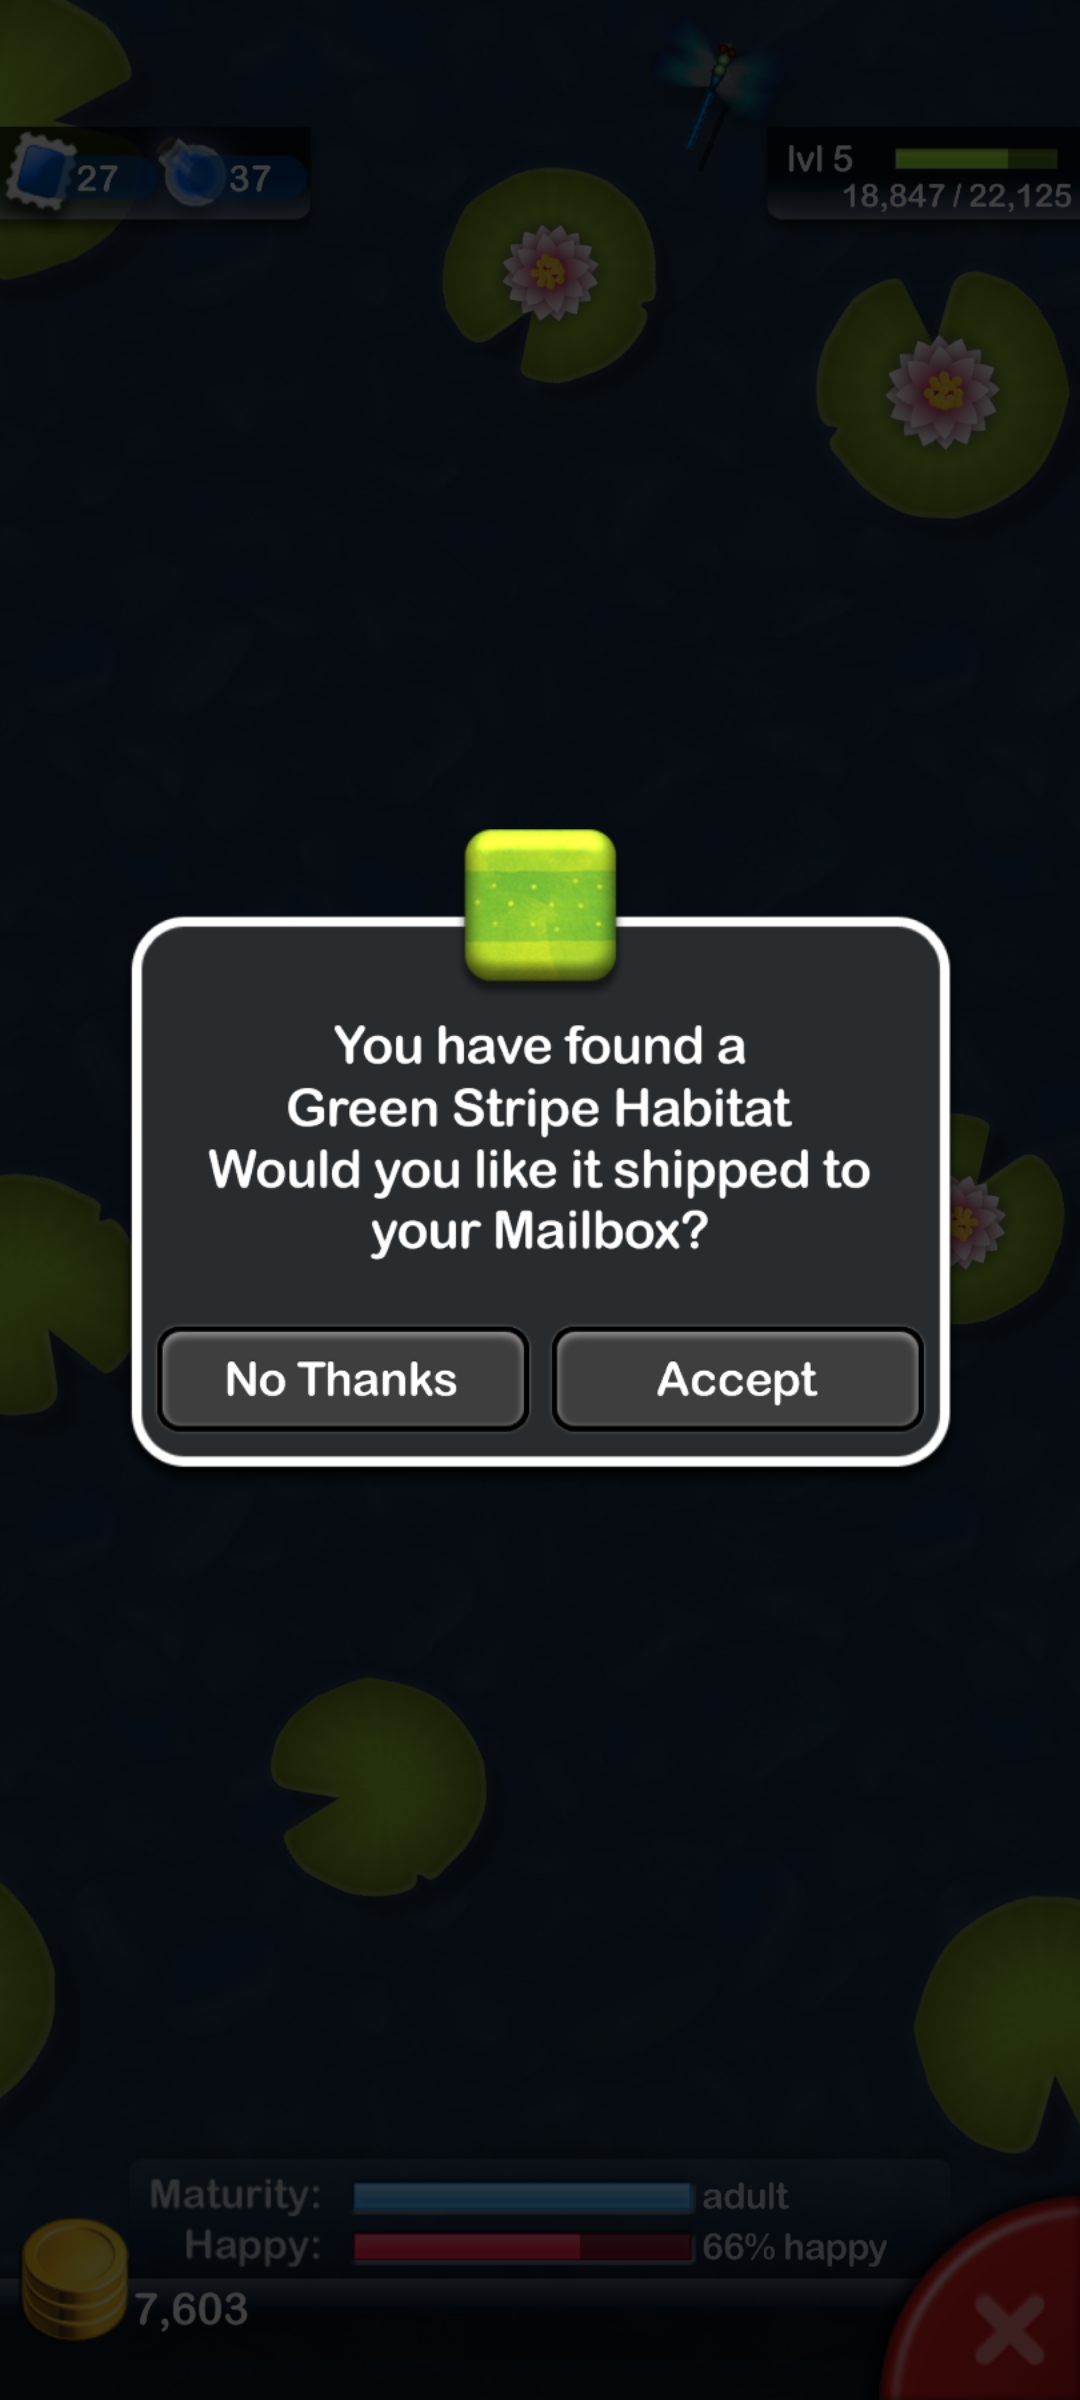 27
37
lvl 5
18,847 / 22,125
You have found a
Green Stripe Habitat
Would you like it shipped to
your Mailbox?
No Thanks
Accept
Maturity:
adult
Happy:
66% happy
7,603